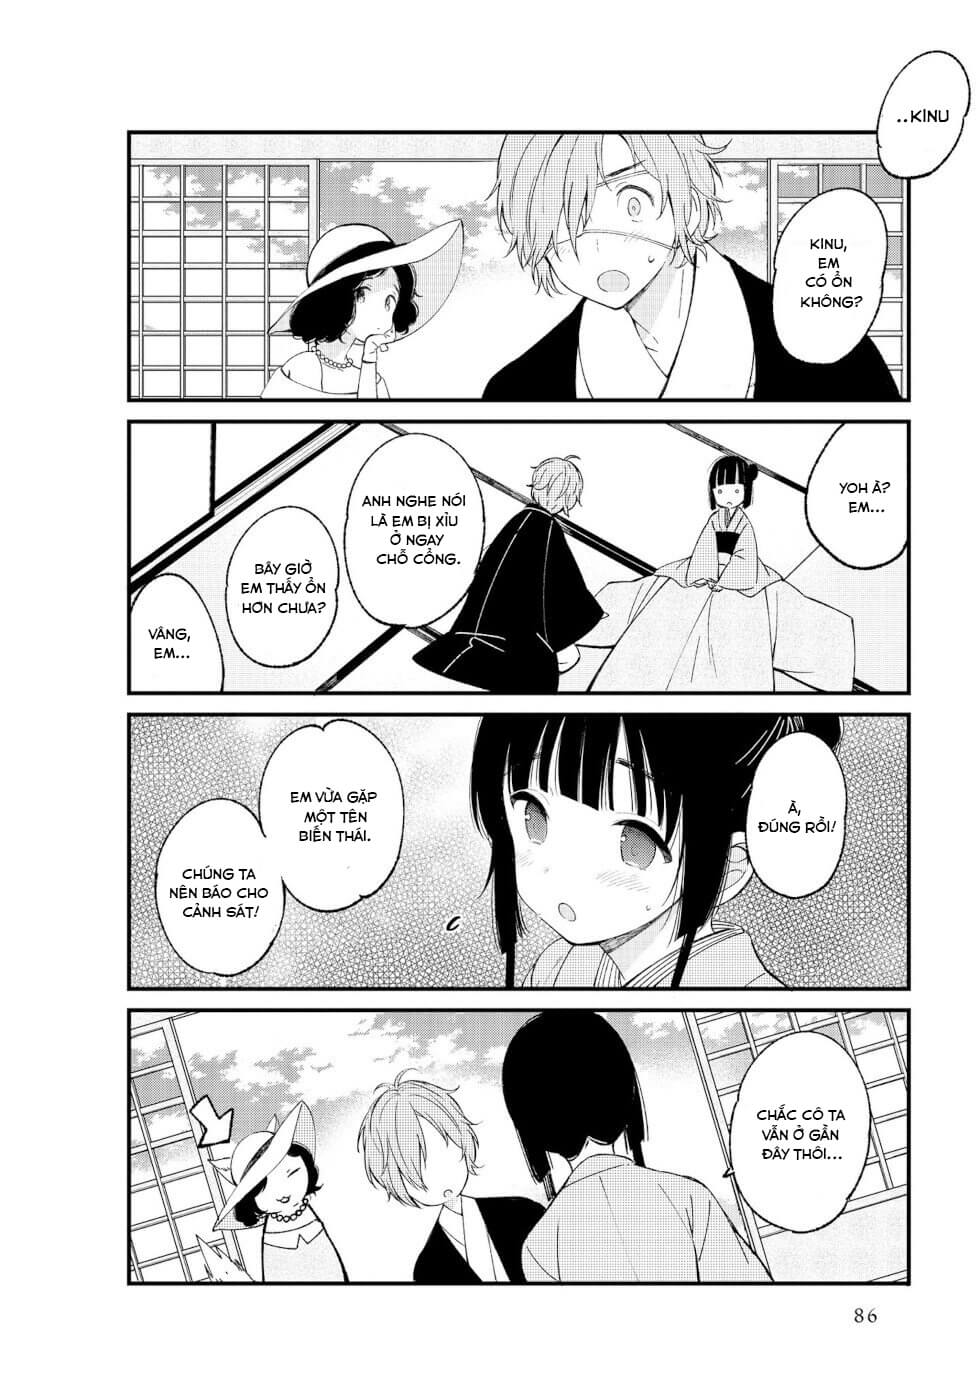 ..KINU
KINU,
EM
CÓ ỔN
KHÔNG?
YOH À?
EM...
ANH NGHE NÓI
LÀ EM BỊ XỈU
Ở NGAY
CHỖ CỔNG.
BÂY GIỜ
EM THẤY ỔN
HƠN CHƯA?
VÂNG,
EM...
À,
ĐÚNG RỒI!
EM VỪA GẶP
MỘT TÊN
BIẾN THÁI.
CHÚNG TA
NÊN BÁO CHO
CẢNH SÁT!
CHẮC CÔ TA
VẪN Ở GẦN
ĐÂY THÔI...
86